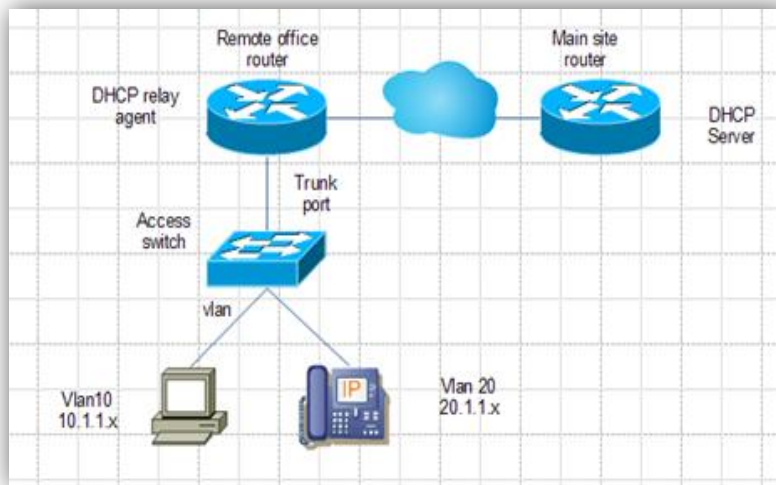 Remote office
router
Main site
router
DHCP relay
agent
DHCP
Server
Trunk
port
Access
switch
vlan
IP
Vlan10
10.1.1.x
Vlan 20
20.1.1.x